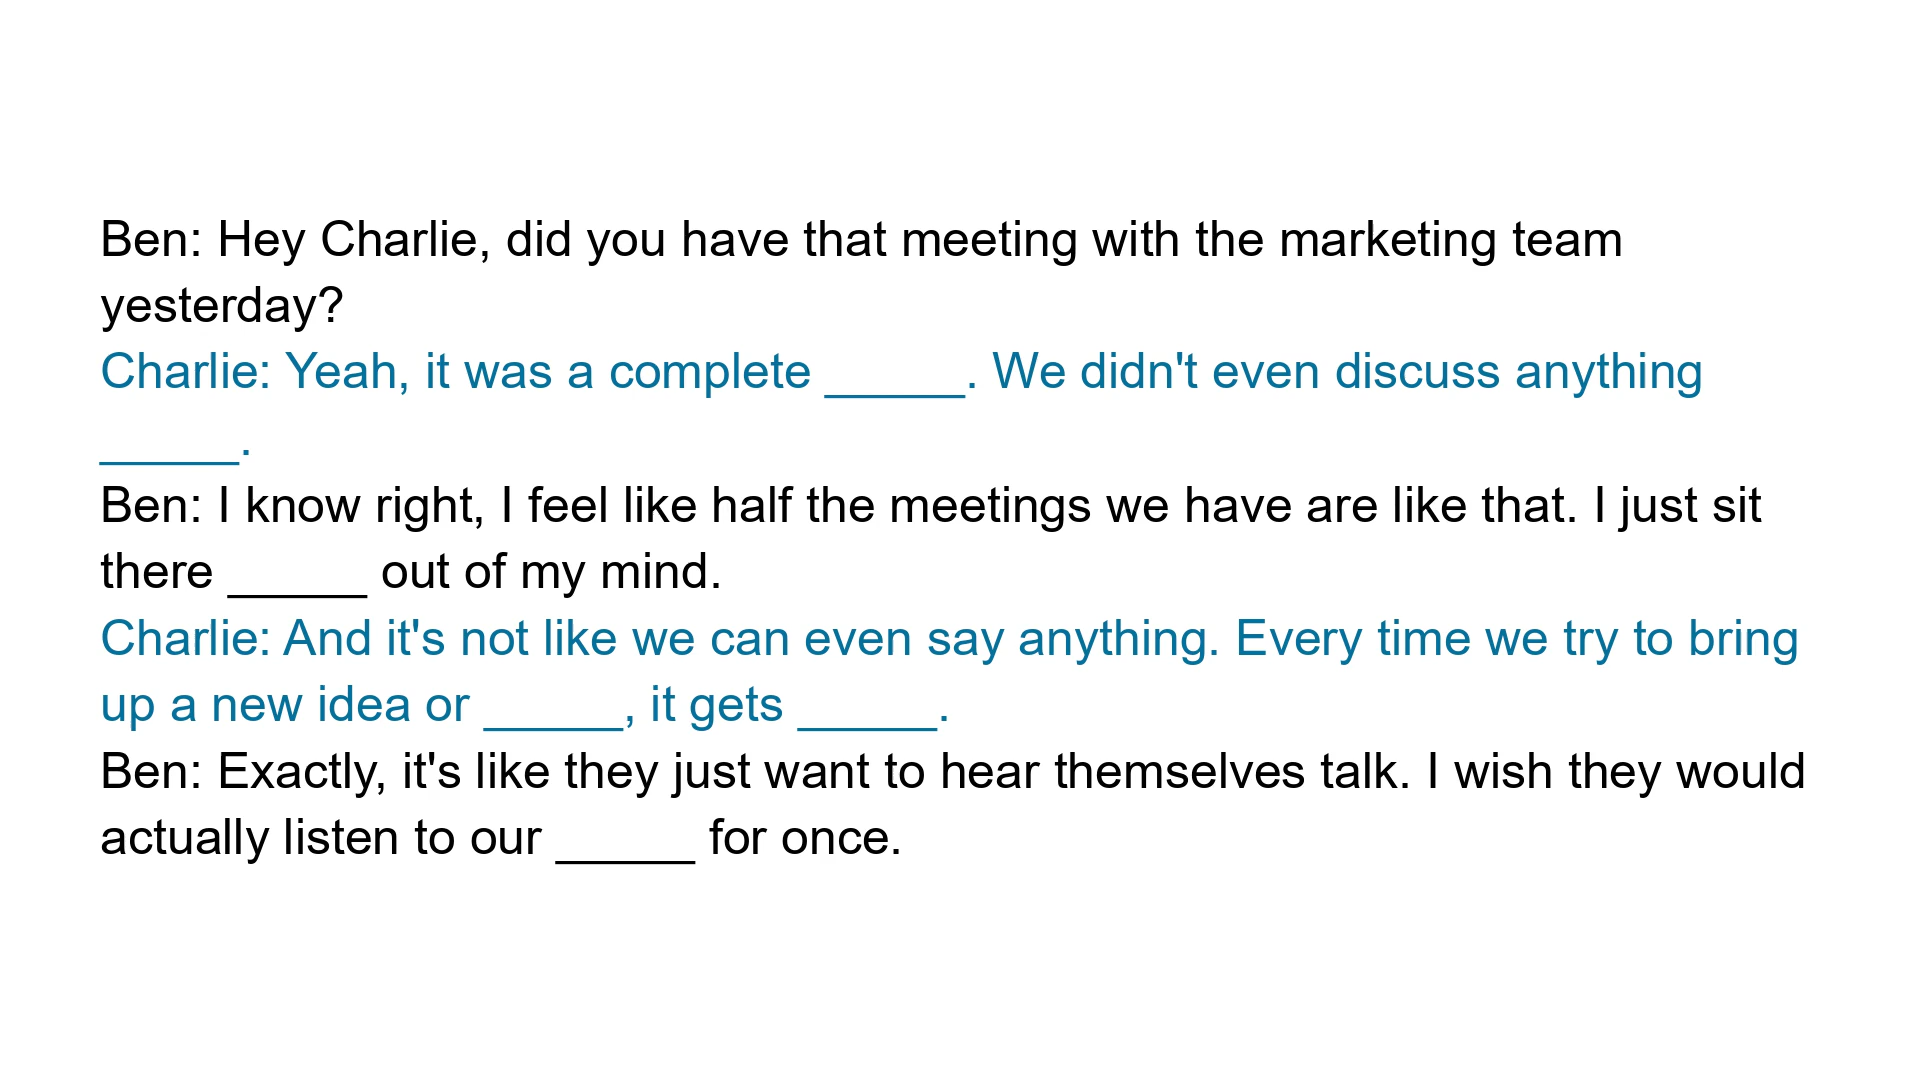 Ben: Hey Charlie, did you have that meeting with the marketing team
yesterday?
Charlie: Yeah, it was a complete _____. We didn't even discuss anything
_____.
Ben: I know right, I feel like half the meetings we have are like that. I just sit
there _____ out of my mind.
Charlie: And it's not like we can even say anything. Every time we try to bring
up a new idea or _____, it gets _____.
Ben: Exactly, it's like they just want to hear themselves talk. I wish they would
actually listen to our _____ for once.